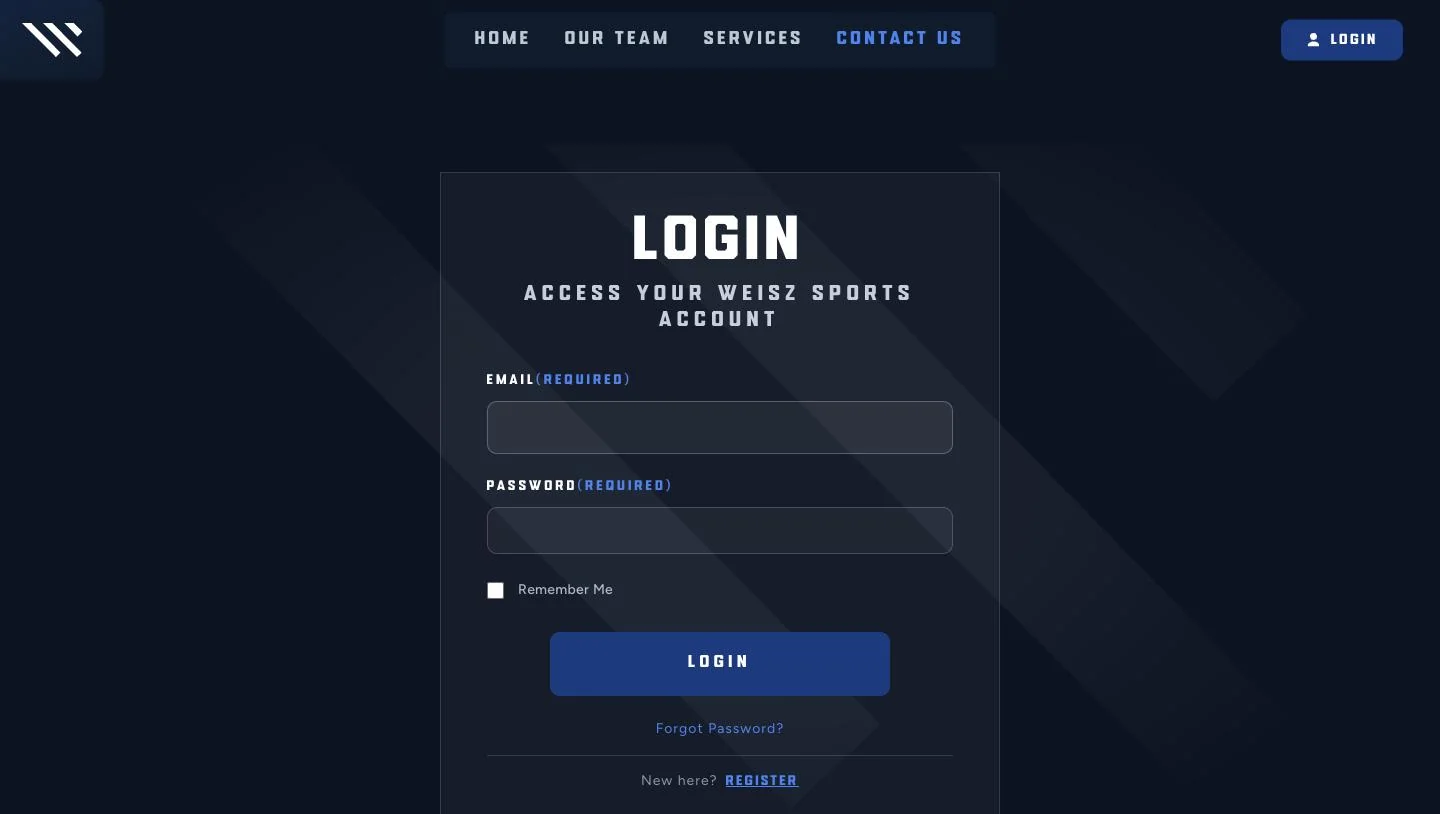 HOME OUR TEAM SERVICES CONTACT US LOGIN
LOGIN
ACCESS YOUR WEISZ SPORTS
ACCOUNT
EMAIL(REQUIRED)
PASSWORD(REQUIRED)
Remember Me
LOGIN
Forgot Password?
New here? REGISTER